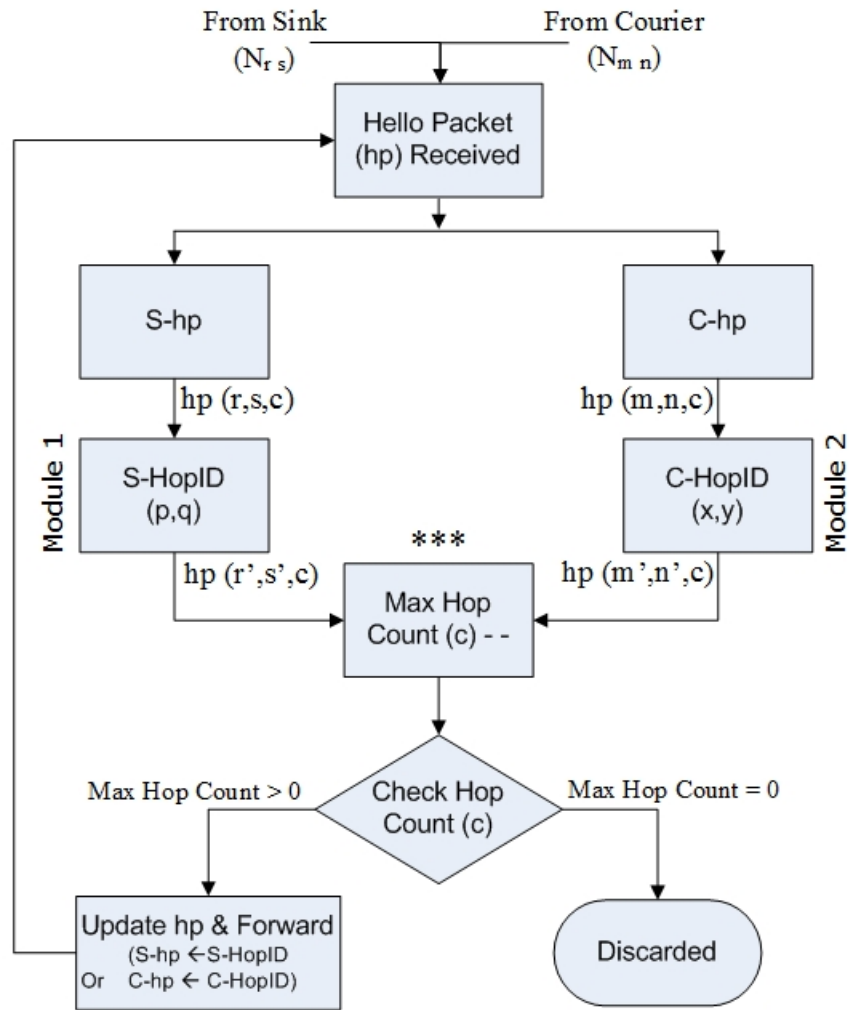 From Sink
(N r s)
From Courier
(N m n)
Hello Packet
(hp) Received
S-hp
C-hp
hp (r,s,c)
hp (m,n,c)
Module 1
S-HopID
(p,q)
C-HopID
(x,y)
Module 2
***
hp (r’,s’,c)
hp (m’,n’,c)
Max Hop
Count (c) - -
Max Hop Count > 0
Check Hop
Count (c)
Max Hop Count = 0
Update hp & Forward
(S-hp ←S-HopID
Or C-hp ← C-HopID)
Discarded